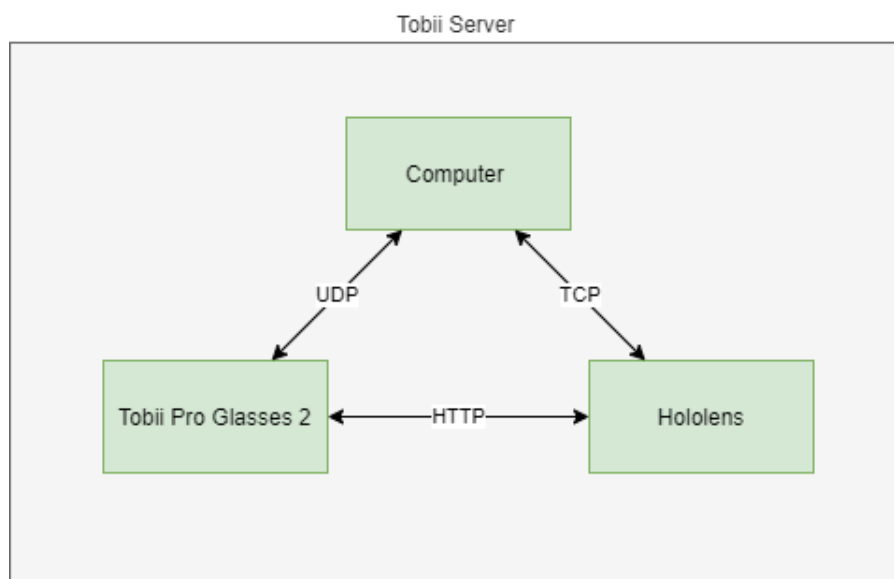 Tobii Server
Computer
UDP
TCP
Tobii Pro Glasses 2
HTTP
Hololens